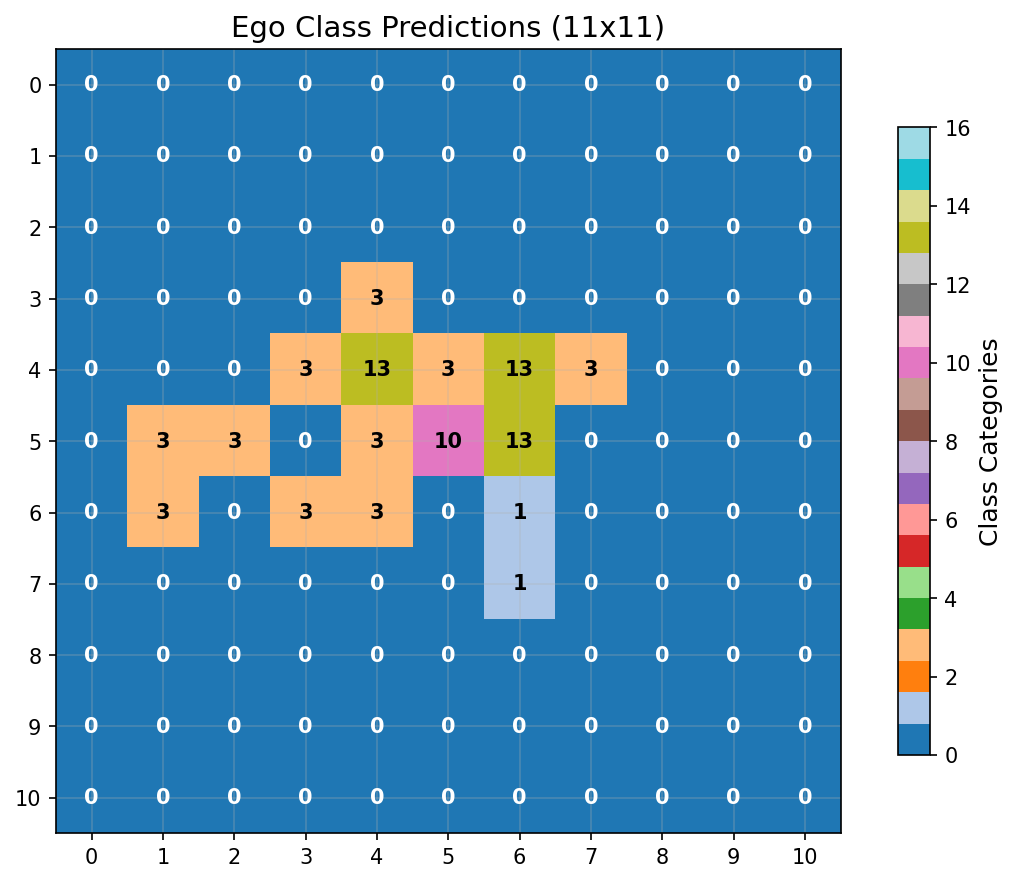 Ego Class Predictions (11x11)
0 0 0 0 0 0 0 0 0 0 0 0
1 0 0 0 0 0 0 0 0 0 0 0
2 0 0 0 0 0 0 0 0 0 0 0
3 0 0 0 0 3 0 0 0 0 0 0
4 0 0 0 3 13 3 13 3 0 0 0
5 0 3 3 0 3 10 13 0 0 0 0
6 0 3 0 3 3 0 1 0 0 0 0
7 0 0 0 0 0 0 1 0 0 0 0
8 0 0 0 0 0 0 0 0 0 0 0
9 0 0 0 0 0 0 0 0 0 0 0
10 0 0 0 0 0 0 0 0 0 0 0
0 1 2 3 4 5 6 7 8 9 10
16
14
12
10
8
6
4
2
0
Class Categories